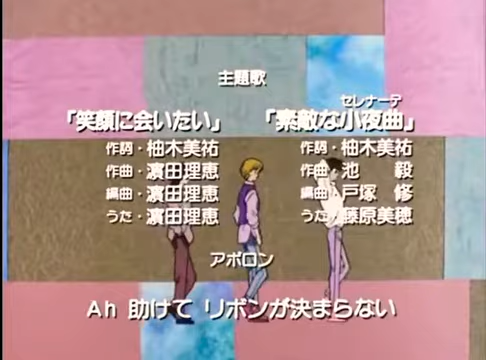 主題歌
「笑顔に会いたい」
作詞・柚木美祐
作曲・濱田理恵
編曲・濱田理恵
うた・濱田理恵
セレナーデ
「素敵な小夜曲」
作詞・柚木美祐
作曲・池 毅
編曲・戸塚 修
うた・藤原美穂
アポロン
Ah 助けて リボンが決まらない